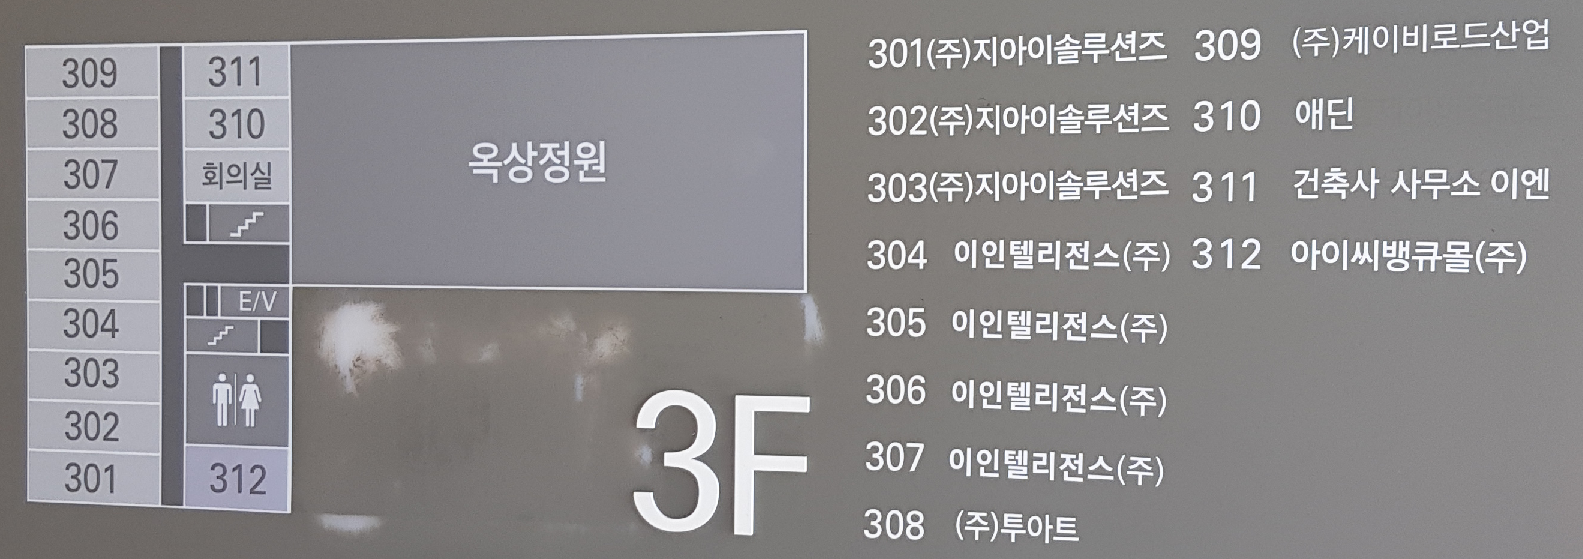 309
308
307
306
305
304
303
302
301
311
310
회의실
E/V
312
옥상정원
3F
301(주)지아이솔루션즈
302(주)지아이솔루션즈
303(주)지아이솔루션즈
304 이인텔리전스(주)
305 이인텔리전스(주)
306 이인텔리전스(주)
307 이인텔리전스(주)
308 (주)투아트
309 (주)케이비로드산업
310 애딘
311 건축사 사무소 이엔
312 아이씨뱅큐몰(주)